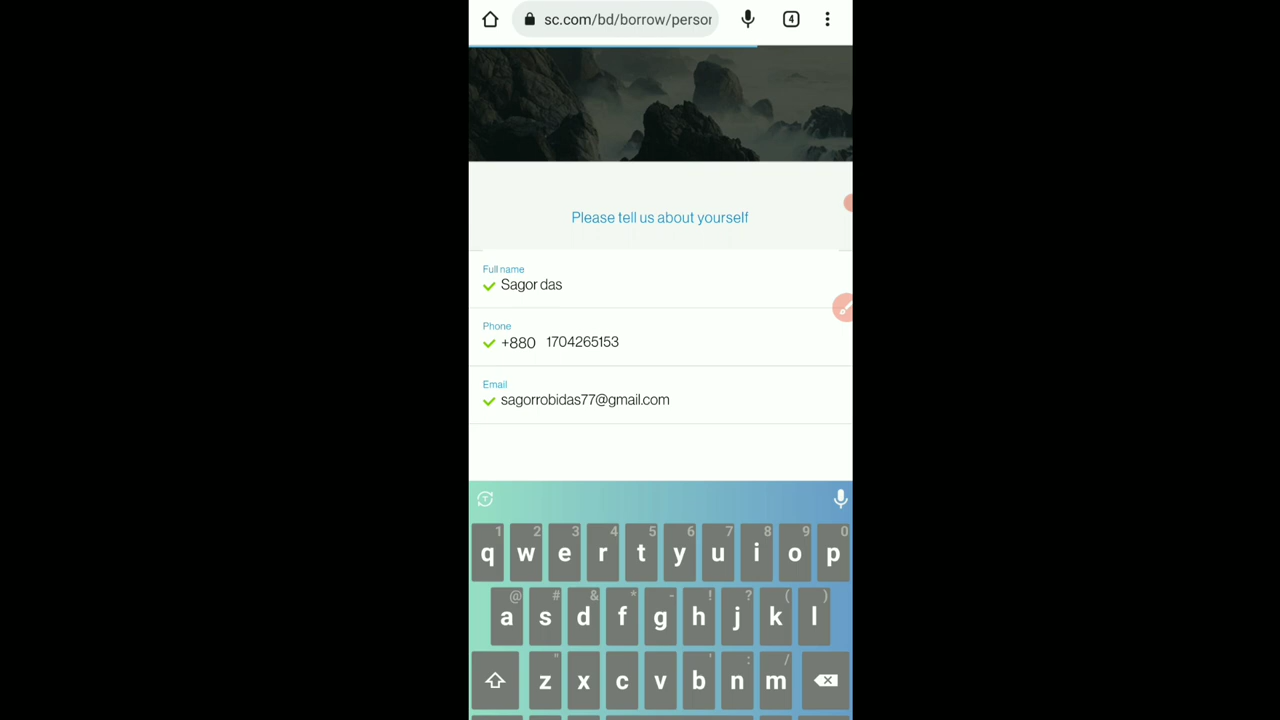 sc.com/bd/borrow/persor
4
Please tell us about yourself
Full name
Sagor das
Phone
+880 1704265153
Email
sagorrobidas77@gmail.com
T
1 2 3 4 5 6 7 8 9 0
q w e r t y u i o p
@ # & * - ! ? ( )
a s d f g h j k l
" ' : /
z x c v b n m